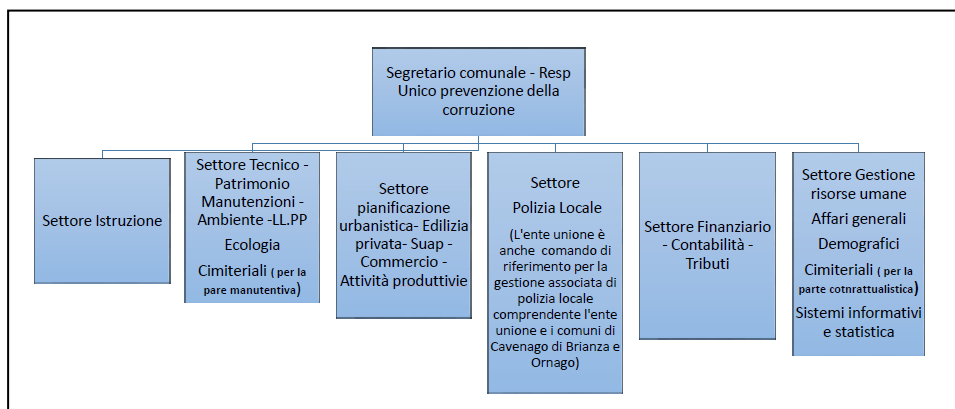 Segretario comunale - Resp
Unico prevenzione della
corruzione
Settore Istruzione
Settore Tecnico -
Patrimonio
Manutenzioni -
Ambiente -LL.PP
Ecologia
Cimiteriali ( per la
pare manutentiva)
Settore
pianificazione
urbanistica- Edilizia
privata- Suap -
Commercio -
Attività produttivie
Settore
Polizia Locale
(L'ente unione è
anche comando di
riferimento per la
gestione associata di
polizia locale
comprendente l'ente
unione e i comuni di
Cavenago di Brianza e
Ornago)
Settore Finanziario
- Contabilità -
Tributi
Settore Gestione
risorse umane
Affari generali
Demografici
Cimiteriali ( per la
parte cotnrattualistica)
Sistemi informativi
e statistica